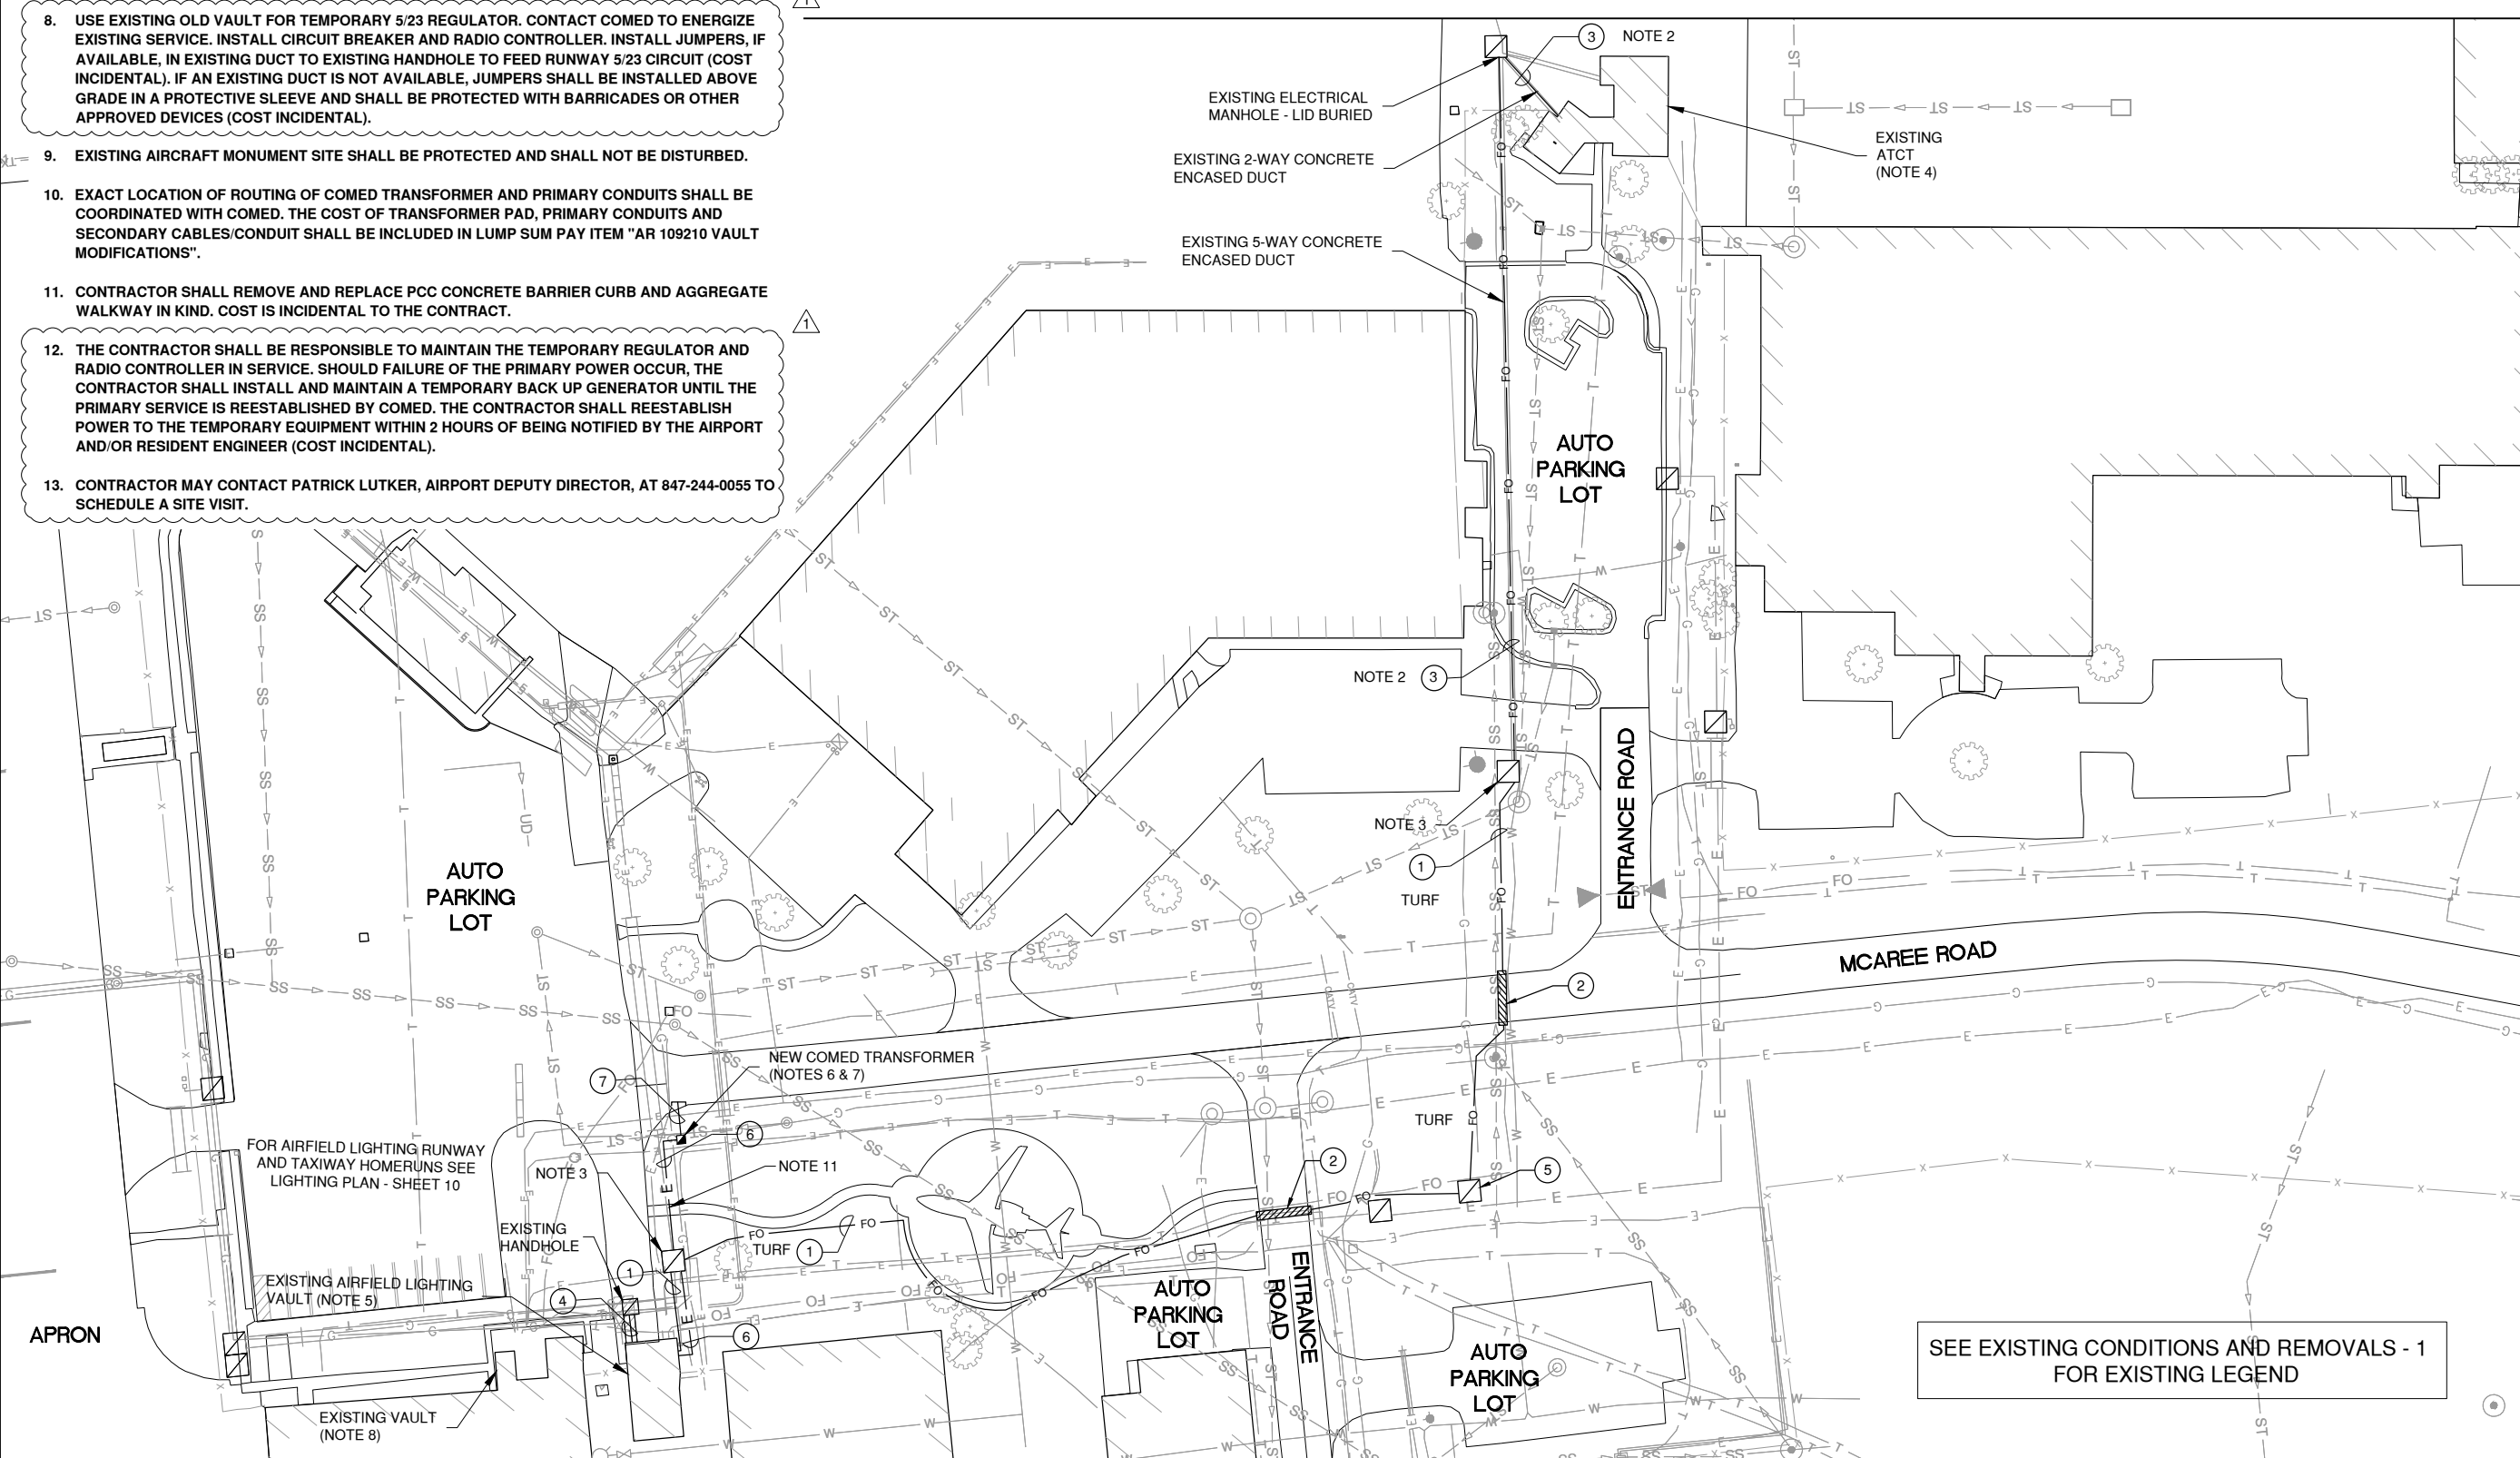 8. USE EXISTING OLD VAULT FOR TEMPORARY 5/23 REGULATOR. CONTACT COMED TO ENERGIZE
EXISTING SERVICE. INSTALL CIRCUIT BREAKER AND RADIO CONTROLLER. INSTALL JUMPERS, IF
AVAILABLE, IN EXISTING DUCT TO EXISTING HANDHOLE TO FEED RUNWAY 5/23 CIRCUIT (COST
INCIDENTAL). IF AN EXISTING DUCT IS NOT AVAILABLE, JUMPERS SHALL BE INSTALLED ABOVE
GRADE IN A PROTECTIVE SLEEVE AND SHALL BE PROTECTED WITH BARRICADES OR OTHER
APPROVED DEVICES (COST INCIDENTAL).
9. EXISTING AIRCRAFT MONUMENT SITE SHALL BE PROTECTED AND SHALL NOT BE DISTURBED.
10. EXACT LOCATION OF ROUTING OF COMED TRANSFORMER AND PRIMARY CONDUITS SHALL BE
COORDINATED WITH COMED. THE COST OF TRANSFORMER PAD, PRIMARY CONDUITS AND
SECONDARY CABLES/CONDUIT SHALL BE INCLUDED IN LUMP SUM PAY ITEM "AR 109210 VAULT
MODIFICATIONS".
11. CONTRACTOR SHALL REMOVE AND REPLACE PCC CONCRETE BARRIER CURB AND AGGREGATE
WALKWAY IN KIND. COST IS INCIDENTAL TO THE CONTRACT.
1
12. THE CONTRACTOR SHALL BE RESPONSIBLE TO MAINTAIN THE TEMPORARY REGULATOR AND
RADIO CONTROLLER IN SERVICE. SHOULD FAILURE OF THE PRIMARY POWER OCCUR, THE
CONTRACTOR SHALL INSTALL AND MAINTAIN A TEMPORARY BACK UP GENERATOR UNTIL THE
PRIMARY SERVICE IS REESTABLISHED BY COMED. THE CONTRACTOR SHALL REESTABLISH
POWER TO THE TEMPORARY EQUIPMENT WITHIN 2 HOURS OF BEING NOTIFIED BY THE AIRPORT
AND/OR RESIDENT ENGINEER (COST INCIDENTAL).
13. CONTRACTOR MAY CONTACT PATRICK LUTKER, AIRPORT DEPUTY DIRECTOR, AT 847-244-0055 TO
SCHEDULE A SITE VISIT.
3 NOTE 2
EXISTING ELECTRICAL
MANHOLE - LID BURIED
EXISTING 2-WAY CONCRETE
ENCASED DUCT
EXISTING 5-WAY CONCRETE
ENCASED DUCT
EXISTING
ATCT
(NOTE 4)
AUTO
PARKING
LOT
NOTE 2 3
NOTE 3
1
TURF
ENTRANCE ROAD
MCAREE ROAD
2
AUTO
PARKING
LOT
NEW COMED TRANSFORMER
(NOTES 6 & 7)
7
6
NOTE 11
FOR AIRFIELD LIGHTING RUNWAY
AND TAXIWAY HOMERUNS SEE
LIGHTING PLAN - SHEET 10
NOTE 3
EXISTING
HANDHOLE
TURF 1
1
EXISTING AIRFIELD LIGHTING
VAULT (NOTE 5)
4
6
APRON
EXISTING VAULT
(NOTE 8)
TURF
2
5
AUTO
PARKING
LOT
ENTRANCE
ROAD
AUTO
PARKING
LOT
SEE EXISTING CONDITIONS AND REMOVALS - 1
FOR EXISTING LEGEND